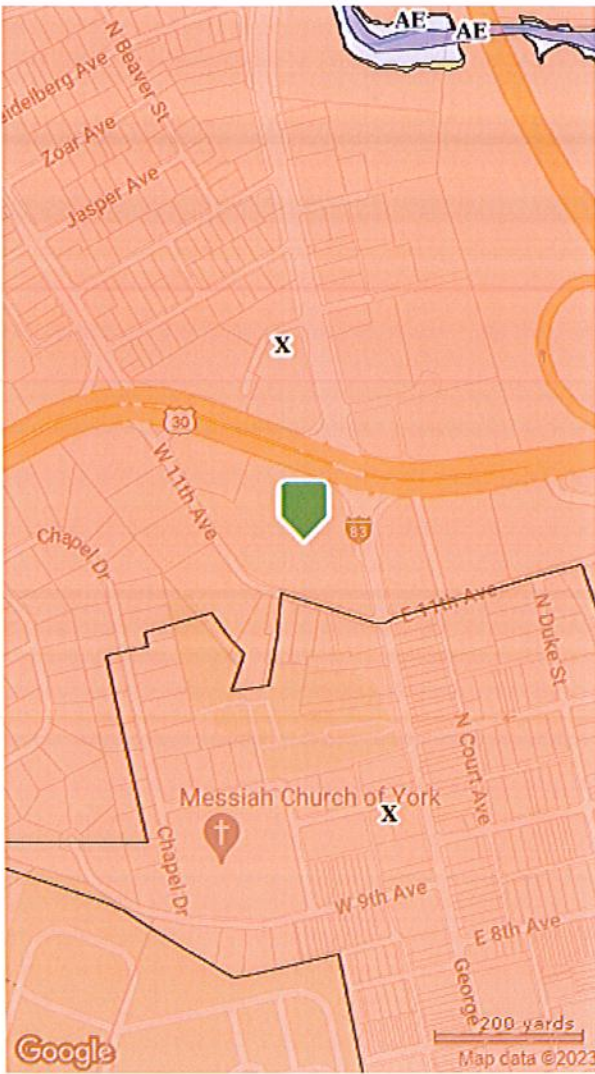 AE
AE
N Beaver St
eidelberg Ave
Zoar Ave
Jasper Ave
X
30
W 11th Ave
83
Chapel Dr
E 11th Ave
N Duke St
N Court Ave
Messiah Church of York
X
Chapel Dr
W 9th Ave
E 8th Ave
George
200 yards
Google
Map data ©2023